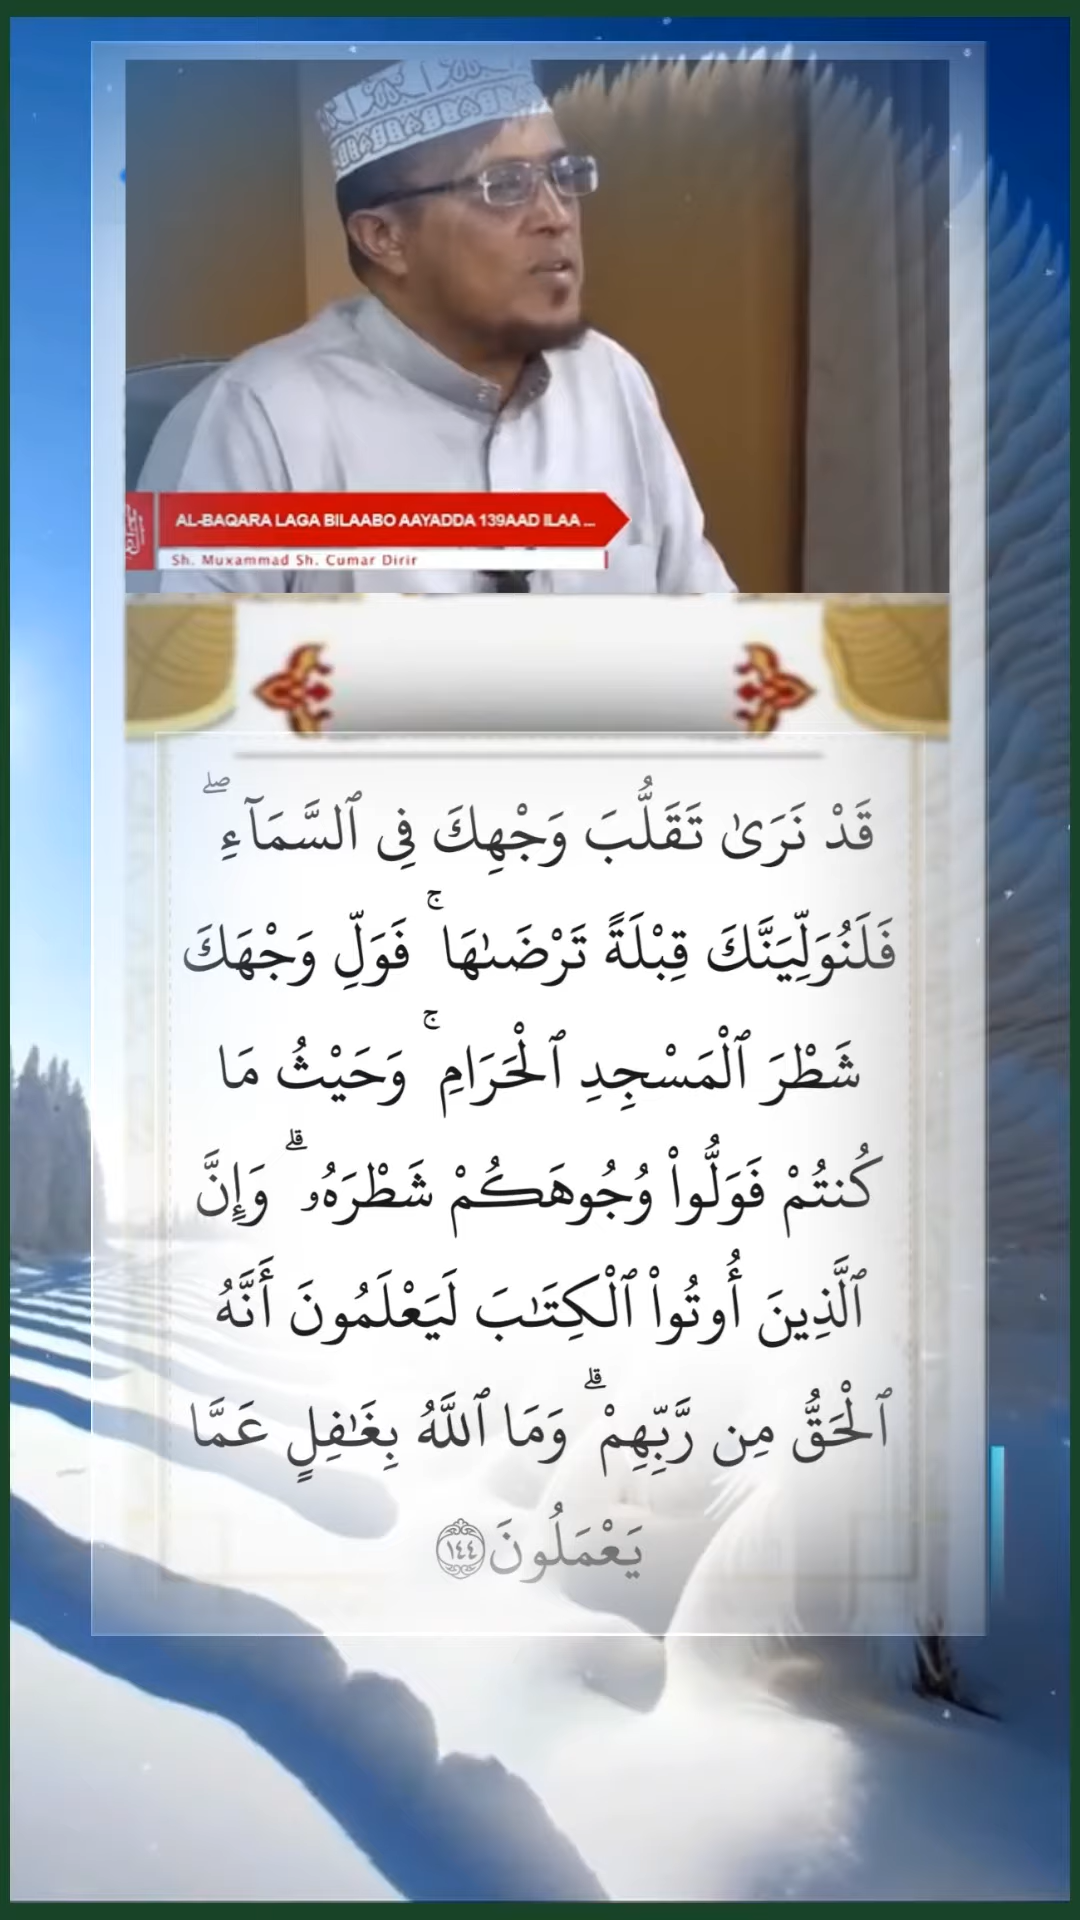 AL-BAQARA LAGA BILAABO AAYADDA 139AAD ILAA ...
Sh. Muxammad Sh. Cumar Dirir
قَدْ نَرَىٰ تَقَلُّبَ وَجْهِكَ فِى ٱلسَّمَآءِ ۖ
فَلَنُوَلِّيَنَّكَ قِبْلَةً تَرْضَىٰهَا ۚ فَوَلِّ وَجْهَكَ
شَطْرَ ٱلْمَسْجِدِ ٱلْحَرَامِ ۚ وَحَيْثُ مَا
كُنتُمْ فَوَلُّوا۟ وُجُوهَكُمْ شَطْرَهُۥ ۗ وَإِنَّ
ٱلَّذِينَ أُوتُوا۟ ٱلْكِتَـٰبَ لَيَعْلَمُونَ أَنَّهُ
ٱلْحَقُّ مِن رَّبِّهِمْ ۗ وَمَا ٱللَّهُ بِغَـٰفِلٍ عَمَّا
يَعْمَلُونَ ١٤٤